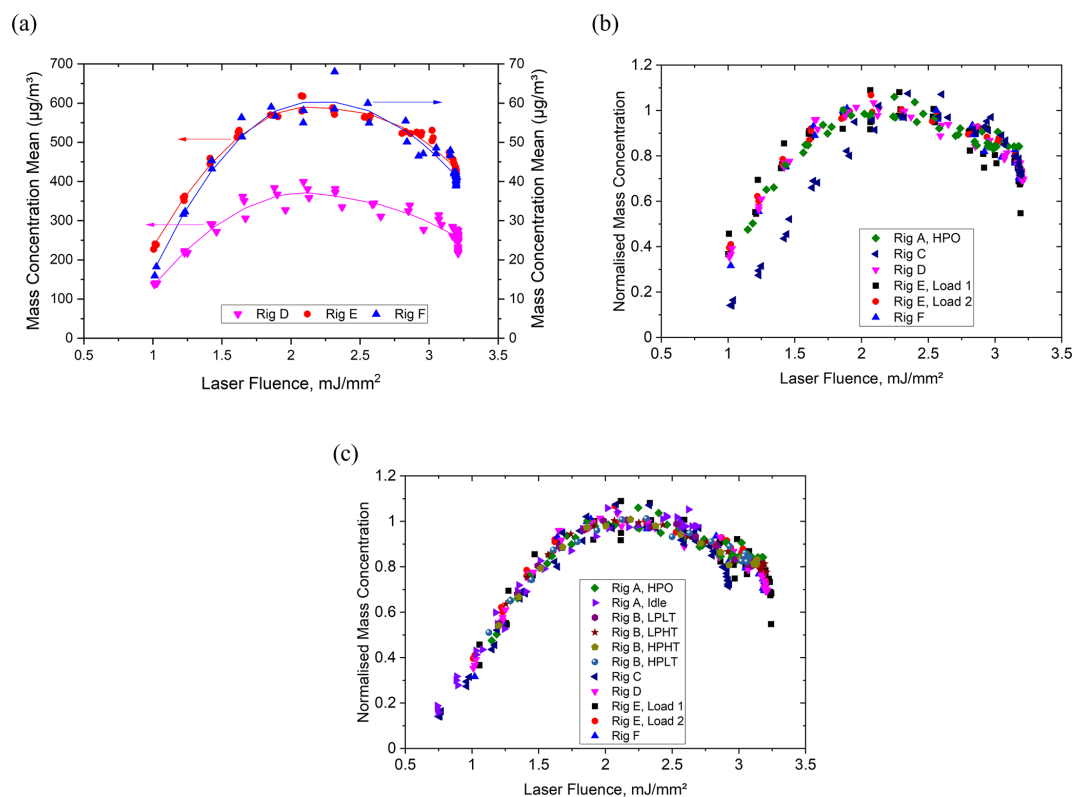 (a)
700
600
500
400
300
200
100
0
70
60
50
40
30
20
10
0
0.5
1
1.5
2
2.5
3
3.5
Mass Concentration Mean (µg/m³)
Mass Concentration Mean (µg/m³)
Laser Fluence, mJ/mm²
Rig D
Rig E
Rig F
(b)
1.2
1
0.8
0.6
0.4
0.2
0
0.5
1
1.5
2
2.5
3
3.5
Normalised Mass Concentration
Laser Fluence, mJ/mm²
Rig A, HPO
Rig C
Rig D
Rig E, Load 1
Rig E, Load 2
Rig F
(c)
1.2
1
0.8
0.6
0.4
0.2
0
0.5
1
1.5
2
2.5
3
3.5
Normalised Mass Concentration
Laser Fluence, mJ/mm²
Rig A, HPO
Rig A, Idle
Rig B, LPLT
Rig B, LPHT
Rig B, HPHT
Rig B, HPLT
Rig C
Rig D
Rig E, Load 1
Rig E, Load 2
Rig F